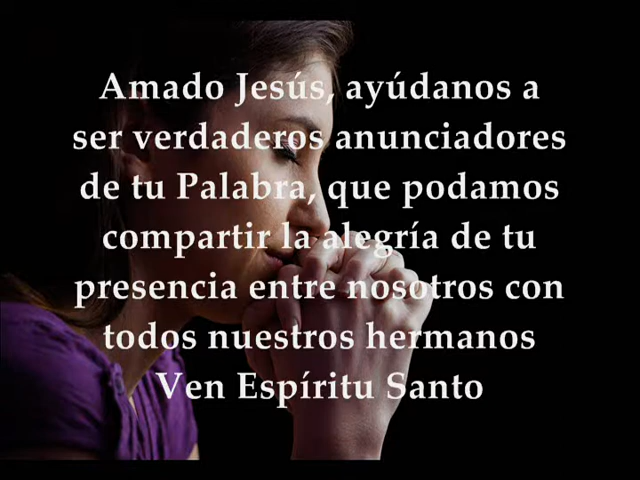 Amado Jesús, ayúdanos a
ser verdaderos anunciadores
de tu Palabra, que podamos
compartir la alegría de tu
presencia entre nosotros con
todos nuestros hermanos
Ven Espíritu Santo